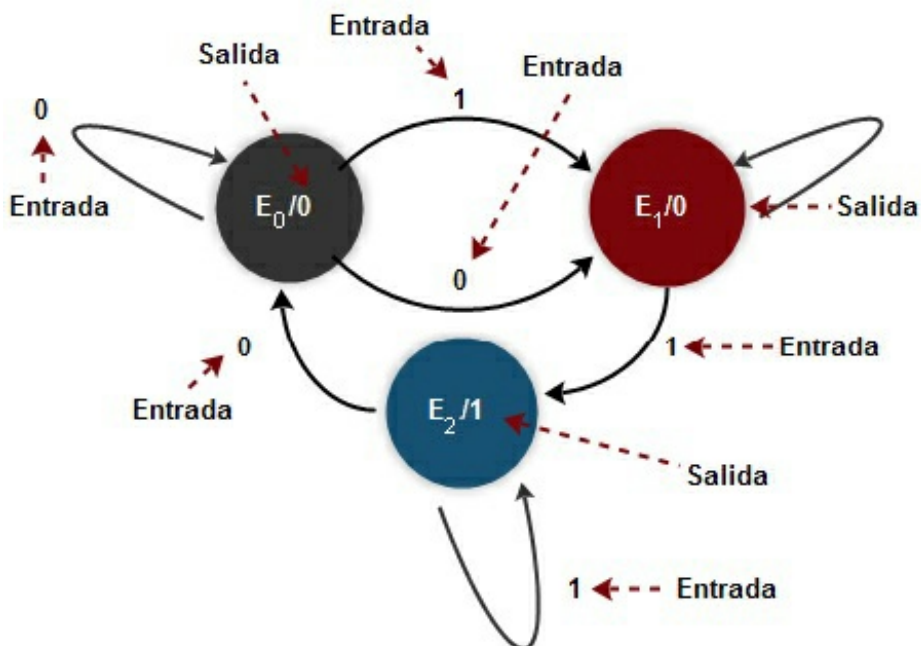 Entrada
Salida
Entrada
0
1
Entrada
E0/0
E1/0
Salida
0
0
1
Entrada
Entrada
E2/1
Salida
1
Entrada